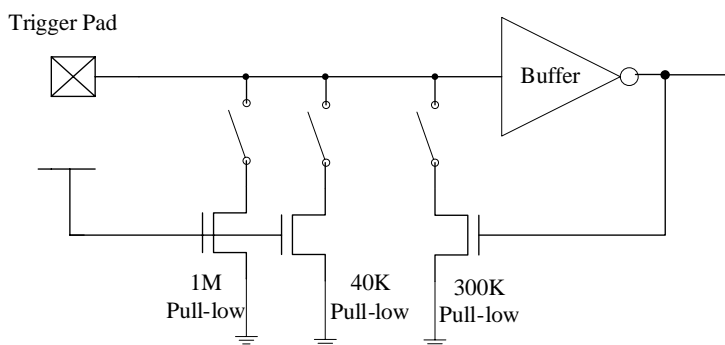 Trigger Pad
Buffer
1M
Pull-low
40K
Pull-low
300K
Pull-low